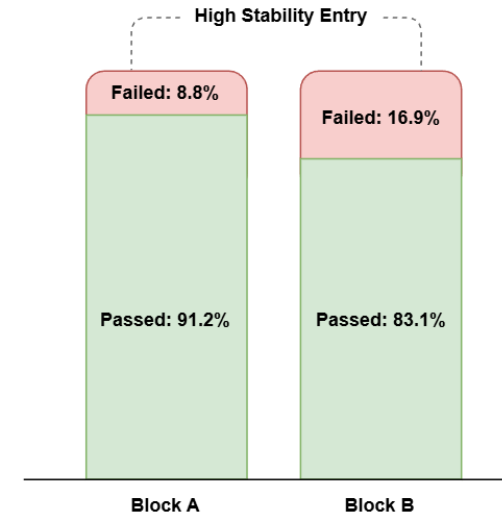 High Stability Entry
Failed: 8.8%
Failed: 16.9%
Passed: 91.2%
Passed: 83.1%
Block A
Block B